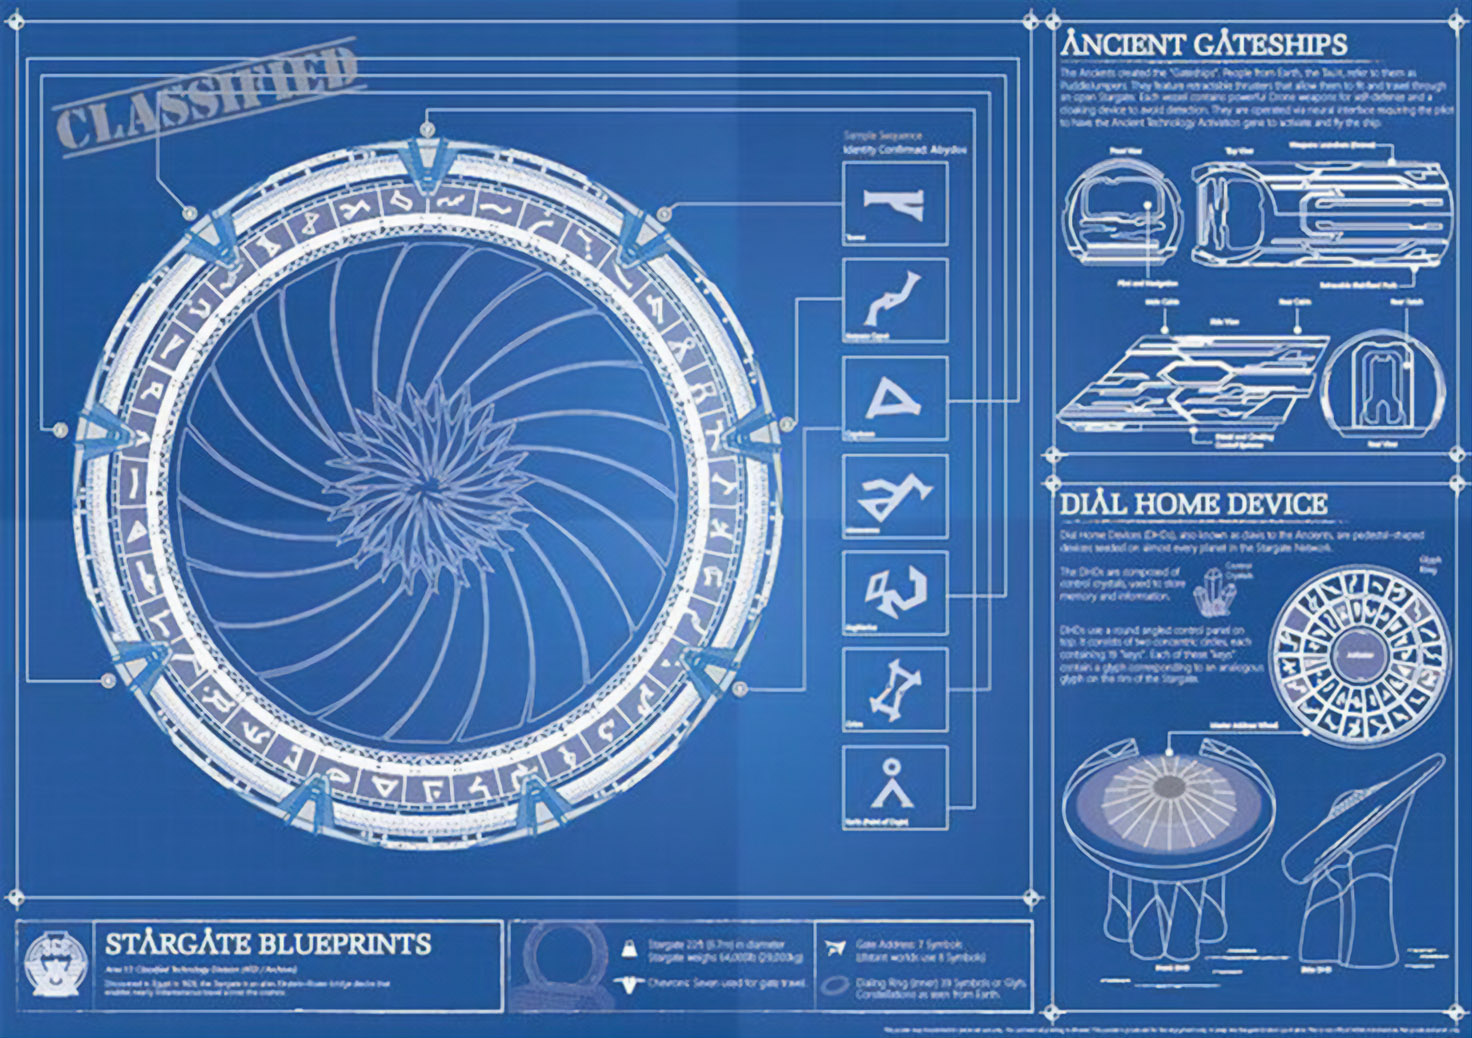 CLASSIFIED
Sample Sequence
Identity Confirmed: Abydos
Taurus
Serpens Caput
Capricorn
Monoceros
Sagittarius
Orion
Earth (Point of Origin)
STARGATE BLUEPRINTS
Area 51 Classified Technology Division
Discovered in Egypt in 1928, the Stargate is an alien Einstein-Rosen bridge device that
enables nearly instantaneous travel across the cosmos.
Stargate 22ft (6.7m) in diameter
Stargate weighs 64,000lb (29,000kg)
Chevrons: Seven used for gate travel
Gate Address: 7 Symbols
(distant worlds use 8 Symbols)
Dialing Ring (inner) 39 Symbols or Glyphs
Constellations as seen from Earth.
ANCIENT GATESHIPS
The Ancients created the "Gateships". People from Earth, the Tau'ri, refer to them as
PuddleJumpers. They feature retractable thrusters that allow them to fit and travel through
an open Stargate. Each vessel contains powerful Drone weapons for self-defense and a
cloaking device to avoid detection. They are operated via neural interface requiring the pilot
to have the Ancient Technology Activation gene to activate and fly the ship.
Front View
Top View
Weapons Launchers (Drones)
Pilot and Navigation
Retractable Pods
Main Cabin
Side View
Rear Cabin
Rear Hatch
Control Systems
Rear View
DIAL HOME DEVICE
Dial Home Devices (DHDs), also known as daxis to the Ancients, are pedestal-shaped
devices seeded on almost every planet in the Stargate Network.
The DHDs are composed of
control crystals, used to store
memory and information.
Control
Crystals
Glyph
Ring
DHDs use a round angled control panel on
top. It consists of two concentric circles, each
containing 19 "keys". Each of these "keys"
contain a glyph corresponding to an analogous
glyph on the rim of the Stargate.
Activator
Master Address Wheel
Front DHD
Side DHD